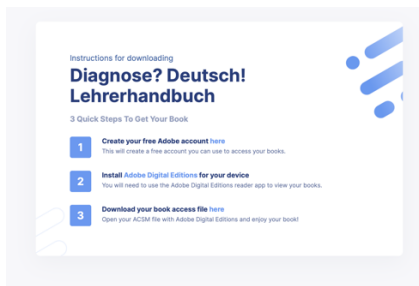 Instructions for downloading
Diagnose? Deutsch!
Lehrerhandbuch
3 Quick Steps To Get Your Book
1
Create your free Adobe account here
This will create a free account you can use to access your books.
2
Install Adobe Digital Editions for your device
You will need to use the Adobe Digital Editions reader app to view your books.
3
Download your book access file here
Open your ACSM file with Adobe Digital Editions and enjoy your book!